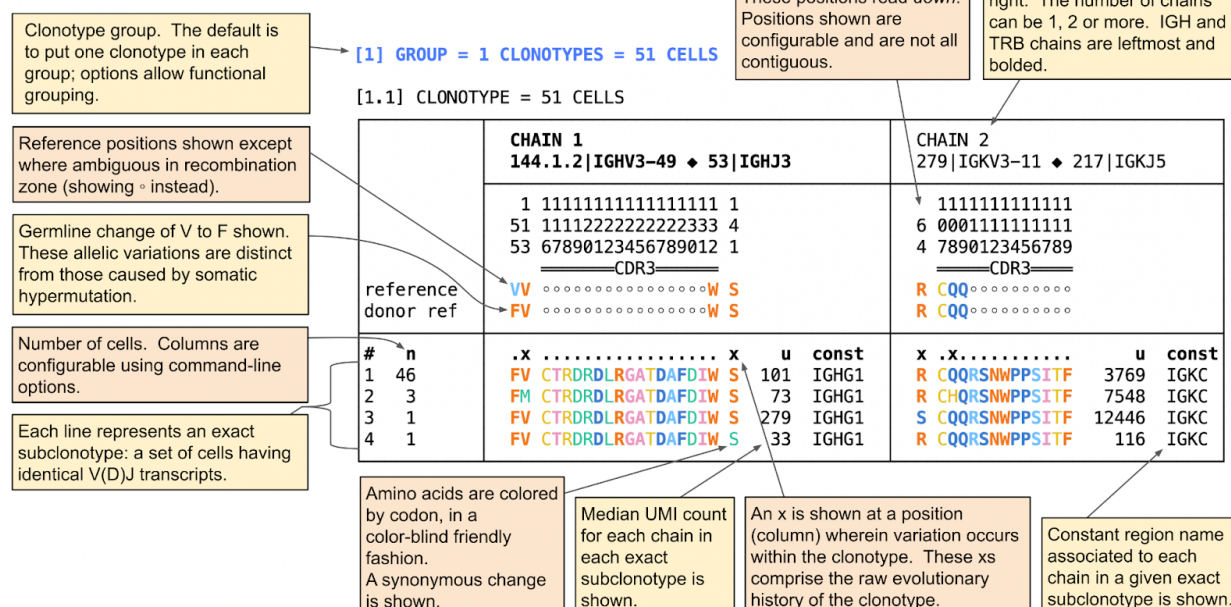 These positions read down.
Positions shown are
configurable and are not all
contiguous.
right. The number of chains
can be 1, 2 or more. IGH and
TRB chains are leftmost and
bolded.
Clonotype group. The default is
to put one clonotype in each
group; options allow functional
grouping.
[1] GROUP = 1 CLONOTYPES = 51 CELLS
[1.1] CLONOTYPE = 51 CELLS
Reference positions shown except
where ambiguous in recombination
zone (showing ◦ instead).
Germline change of V to F shown.
These allelic variations are distinct
from those caused by somatic
hypermutation.
Number of cells. Columns are
configurable using command-line
options.
Each line represents an exact
subclonotype: a set of cells having
identical V(D)J transcripts.
CHAIN 1 CHAIN 2
144.1.2|IGHV3–49 ◆ 53|IGHJ3 279|IGKV3–11 ◆ 217|IGKJ5
1 11111111111111111 1 1111111111111
51 11112222222222333 4 6 0001111111111
53 67890123456789012 1 4 7890123456789
CDR3 CDR3
reference VV ◦◦◦◦◦◦◦◦◦◦◦◦◦◦◦◦W S R CQQ◦◦◦◦◦◦◦◦◦◦
donor ref FV ◦◦◦◦◦◦◦◦◦◦◦◦◦◦◦◦W S R CQQ◦◦◦◦◦◦◦◦◦◦
# n .x ................. x u const x .x........... u const
1 46 FV CTRDRDLRGATDAFDIW S 101 IGHG1 R CQQRSNWPPSITF 3769 IGKC
2 3 FM CTRDRDLRGATDAFDIW S 73 IGHG1 R CHQRSNWPPSITF 7548 IGKC
3 1 FV CTRDRDLRGATDAFDIW S 279 IGHG1 S CQQRSNWPPSITF 12446 IGKC
4 1 FV CTRDRDLRGATDAFDIW S 33 IGHG1 R CQQRSNWPPSITF 116 IGKC
Amino acids are colored
by codon, in a
color-blind friendly
fashion.
A synonymous change
is shown.
Median UMI count
for each chain in
each exact
subclonotype is
shown.
An x is shown at a position
(column) wherein variation occurs
within the clonotype. These xs
comprise the raw evolutionary
history of the clonotype.
Constant region name
associated to each
chain in a given exact
subclonotype is shown.